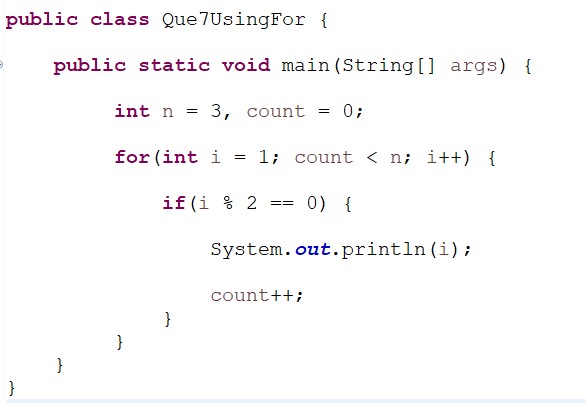 public class Que7UsingFor {
public static void main(String[] args) {
int n = 3, count = 0;
for(int i = 1; count < n; i++) {
if(i % 2 == 0) {
System.out.println(i);
count++;
}
}
}
}